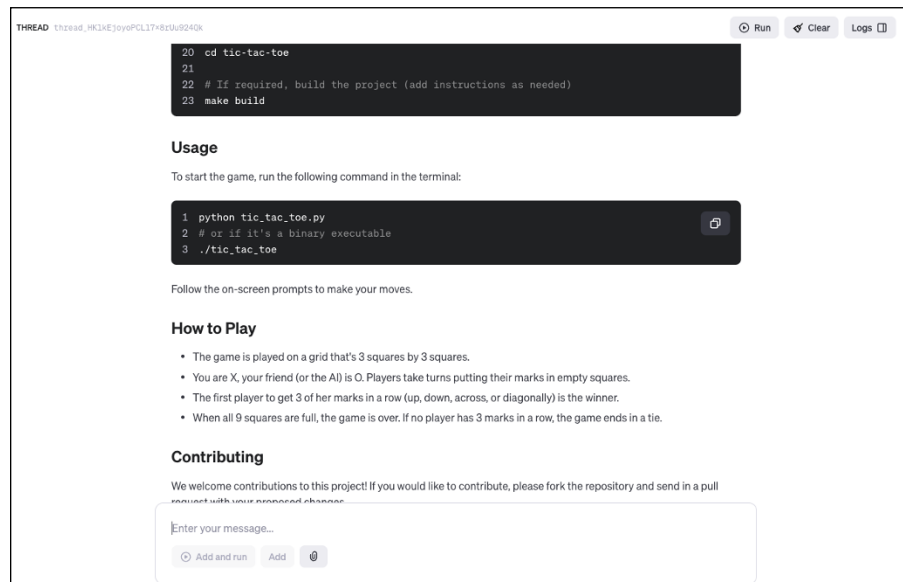 THREAD thread_HK1kEjoyoPCL17x8rUu9240k
Run
Clear
Logs
20 cd tic-tac-toe
21
22 # If required, build the project (add instructions as needed)
23 make build
Usage
To start the game, run the following command in the terminal:
1 python tic_tac_toe.py
2 # or if it's a binary executable
3 ./tic_tac_toe
Follow the on-screen prompts to make your moves.
How to Play
• The game is played on a grid that's 3 squares by 3 squares.
• You are X, your friend (or the AI) is O. Players take turns putting their marks in empty squares.
• The first player to get 3 of her marks in a row (up, down, across, or diagonally) is the winner.
• When all 9 squares are full, the game is over. If no player has 3 marks in a row, the game ends in a tie.
Contributing
We welcome contributions to this project! If you would like to contribute, please fork the repository and send in a pull
request with your proposed changes.
Enter your message...
Add and run
Add